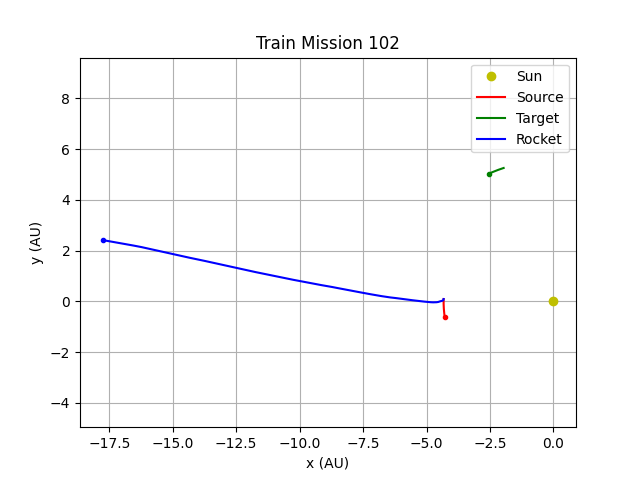 Train Mission 102
Sun
Source
Target
Rocket
y (AU)
8
6
4
2
0
−2
−4
−17.5 −15.0 −12.5 −10.0 −7.5 −5.0 −2.5 0.0
x (AU)